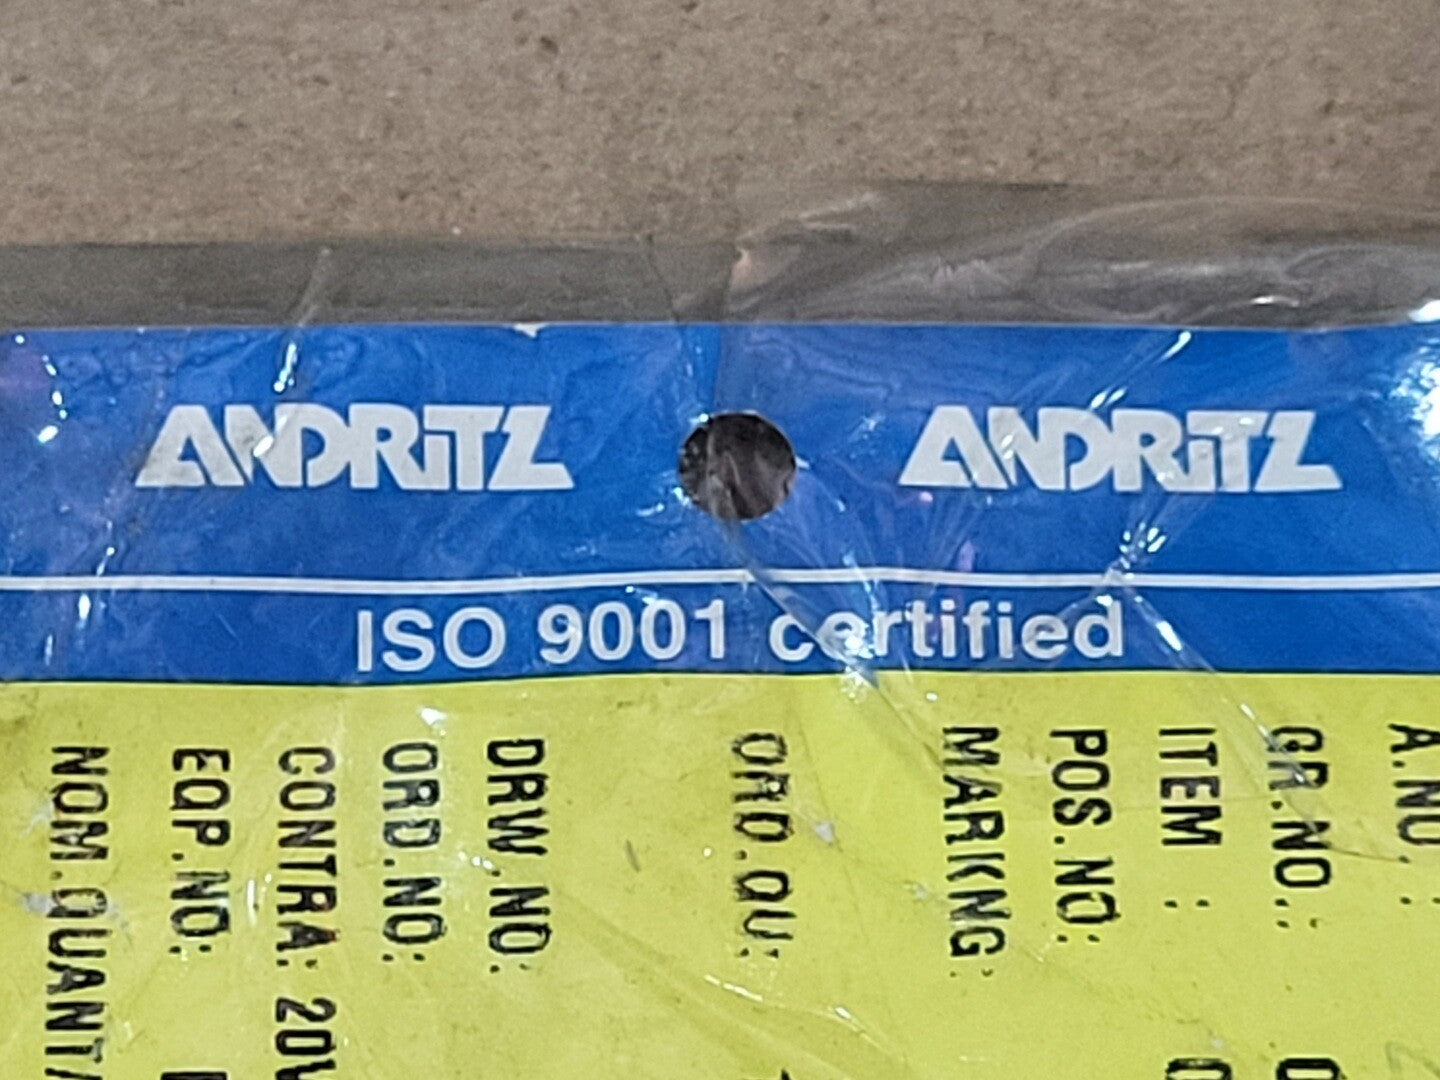 ANDRITZ ANDRITZ
ISO 9001 certified
A.NO.:
GR.NO.:
ITEM :
POS.NO:
MARKING:
ORD.QU:
DRW.NO:
ORD.NO:
CONTRA: 20
EQP.NO:
NOM.QUANT